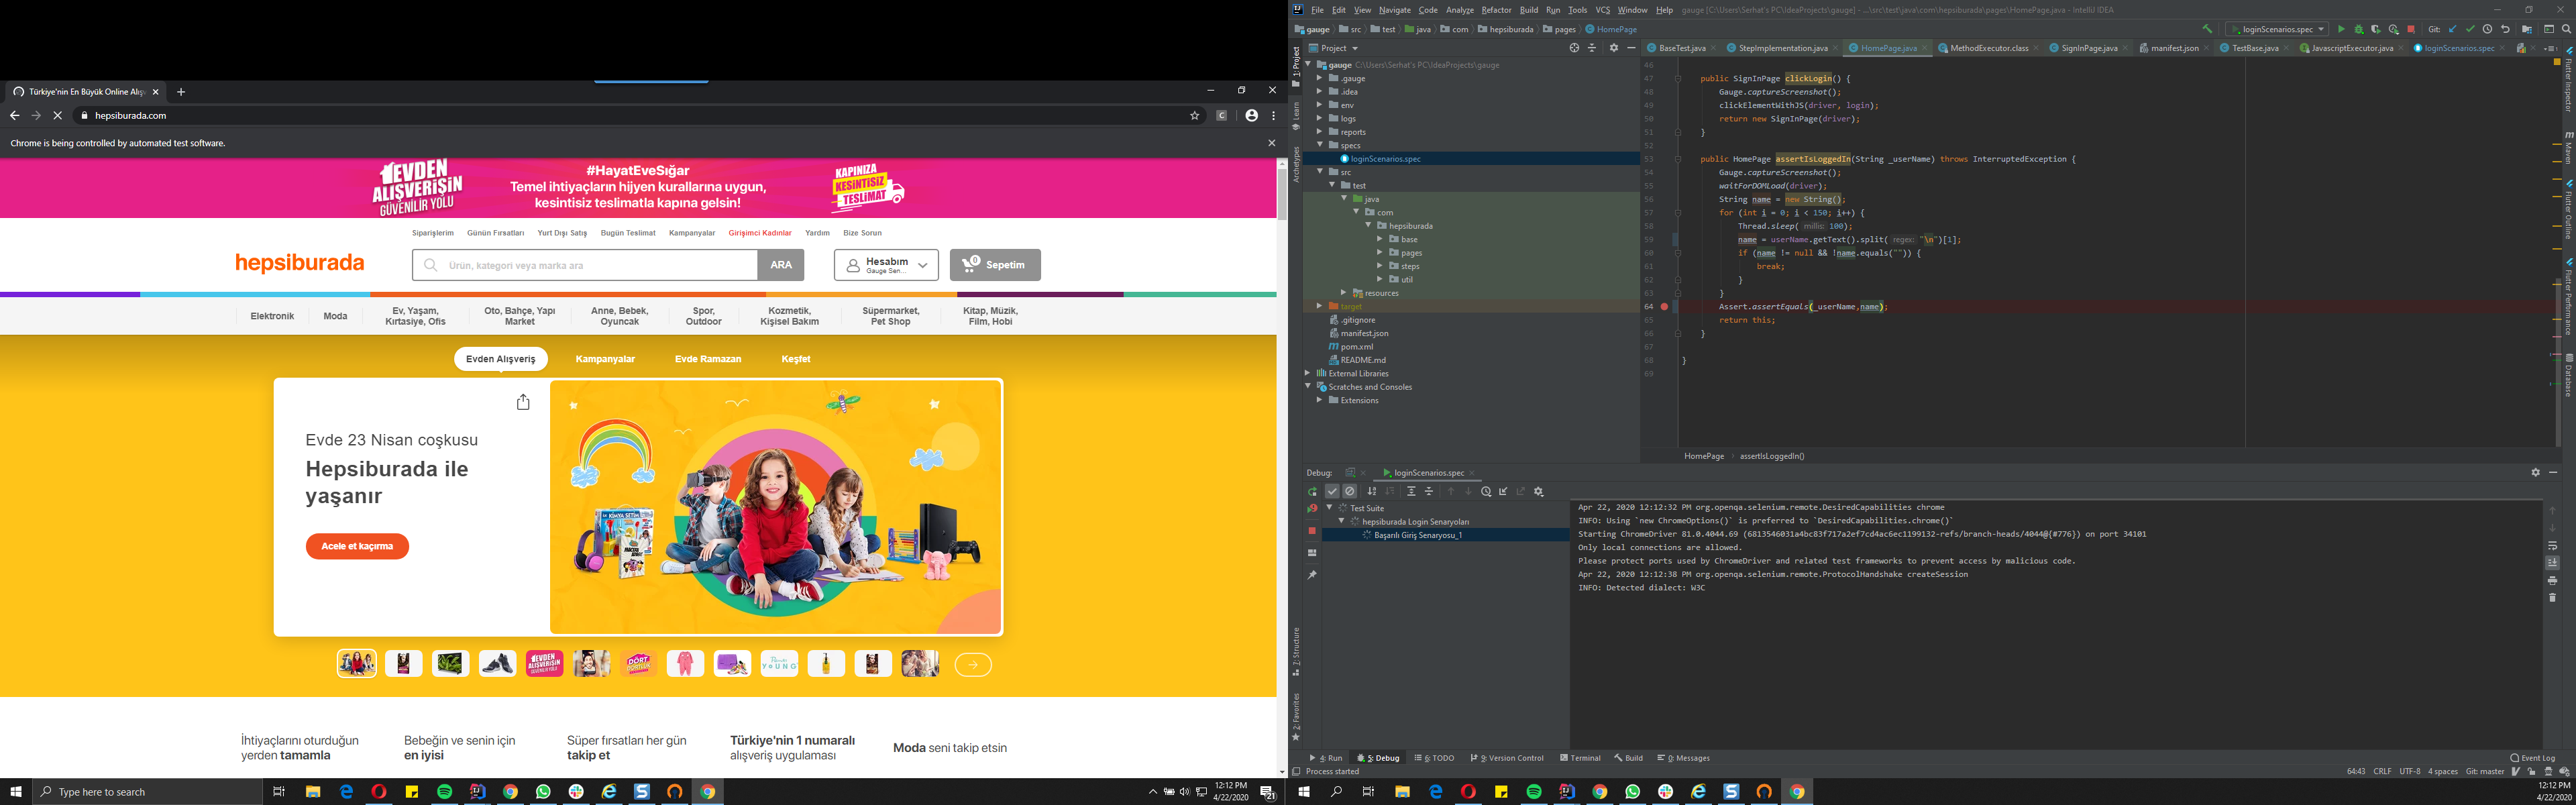 Türkiye'nin En Büyük Online Alışv
hepsiburada.com
Chrome is being controlled by automated test software.
EVDEN
ALIŞVERİŞİN
GÜVENİLİR YOLU
#HayatEveSığar
Temel ihtiyaçların hijyen kurallarına uygun,
kesintisiz teslimatla kapına gelsin!
KAPINIZA
KESİNTİSİZ
TESLİMAT
Siparişlerim Günün Fırsatları Yurt Dışı Satış Bugün Teslimat Kampanyalar Girişimci Kadınlar Yardım Bize Sorun
hepsiburada
Ürün, kategori veya marka ara
ARA
Hesabım
Gauge Sen...
0
Sepetim
Elektronik
Moda
Ev, Yaşam,
Kırtasiye, Ofis
Oto, Bahçe, Yapı
Market
Anne, Bebek,
Oyuncak
Spor,
Outdoor
Kozmetik,
Kişisel Bakım
Süpermarket,
Pet Shop
Kitap, Müzik,
Film, Hobi
Evden Alışveriş Kampanyalar Evde Ramazan Keşfet
Evde 23 Nisan coşkusu
Hepsiburada ile
yaşanır
Acele et kaçırma
İhtiyaçlarını oturduğun
yerden tamamla
Bebeğin ve senin için
en iyisi
Süper fırsatları her gün
takip et
Türkiye'nin 1 numaralı
alışveriş uygulaması
Moda seni takip etsin
Type here to search
12:12 PM
4/22/2020
21
File Edit View Navigate Code Analyze Refactor Build Run Tools VCS Window Help gauge [C:\Users\Serhat's PC\IdeaProjects\gauge] - ...\src\test\java\com\hepsiburada\pages\HomePage.java - IntelliJ IDEA
gauge src test java com hepsiburada pages HomePage
loginScenarios.spec
Git:
Project
BaseTest.java StepImplementation.java HomePage.java MethodExecutor.class SignInPage.java manifest.json TestBase.java JavascriptExecutor.java loginScenarios.spec
1: Project
Learn
Archetypes
7: Structure
2: Favorites
gauge C:\Users\Serhat's PC\IdeaProjects\gauge
.gauge
.idea
env
logs
reports
specs
loginScenarios.spec
src
test
java
com
hepsiburada
base
pages
steps
util
resources
target
.gitignore
manifest.json
pom.xml
README.md
External Libraries
Scratches and Consoles
Extensions
46
47 public SignInPage clickLogin() {
48 Gauge.captureScreenshot();
49 clickElementWithJS(driver, login);
50 return new SignInPage(driver);
51 }
52
53 public HomePage assertIsLoggedIn(String _userName) throws InterruptedException {
54 Gauge.captureScreenshot();
55 waitForDOMLoad(driver);
56 String name = new String();
57 for (int i = 0; i < 150; i++) {
58 Thread.sleep( millis: 100);
59 name = userName.getText().split( regex: "\n")[1];
60 if (name != null && !name.equals("")) {
61 break;
62 }
63 }
64 Assert.assertEquals(_userName,name);
65 return this;
66 }
67
68 }
69
HomePage assertIsLoggedIn()
Flutter Inspector
Maven
Flutter Outline
Flutter Performance
Database
Debug: loginScenarios.spec
Test Suite
hepsiburada Login Senaryoları
Başarılı Giriş Senaryosu_1
Apr 22, 2020 12:12:32 PM org.openqa.selenium.remote.DesiredCapabilities chrome
INFO: Using `new ChromeOptions()` is preferred to `DesiredCapabilities.chrome()`
Starting ChromeDriver 81.0.4044.69 (6813546031a4bc83f717a2ef7cd4ac6ec1199132-refs/branch-heads/4044@{#776}) on port 34101
Only local connections are allowed.
Please protect ports used by ChromeDriver and related test frameworks to prevent access by malicious code.
Apr 22, 2020 12:12:38 PM org.openqa.selenium.remote.ProtocolHandshake createSession
INFO: Detected dialect: W3C
4: Run 5: Debug 6: TODO 9: Version Control Terminal Build 0: Messages Event Log
Process started
64:43 CRLF UTF-8 4 spaces Git: master
12:12 PM
4/22/2020